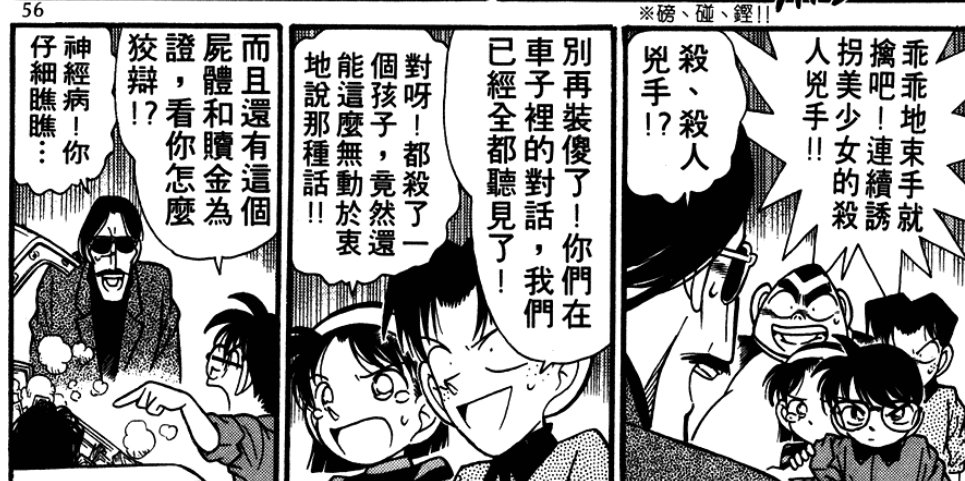 56
※磅、碰、鏗!!
乖乖地束手就
擒吧！連續誘
拐美少女的殺
人兇手!!
殺、殺人
兇手!?
別再裝傻了！你們在
車子裡的對話，我們
已經全都聽見了！
對呀！都殺了一
個孩子，竟然還
能這麼無動於衷
地說那種話!!
而且還有這個
屍體和贖金為
證，看你怎麼
狡辯!?
神經病！你
仔細瞧瞧…